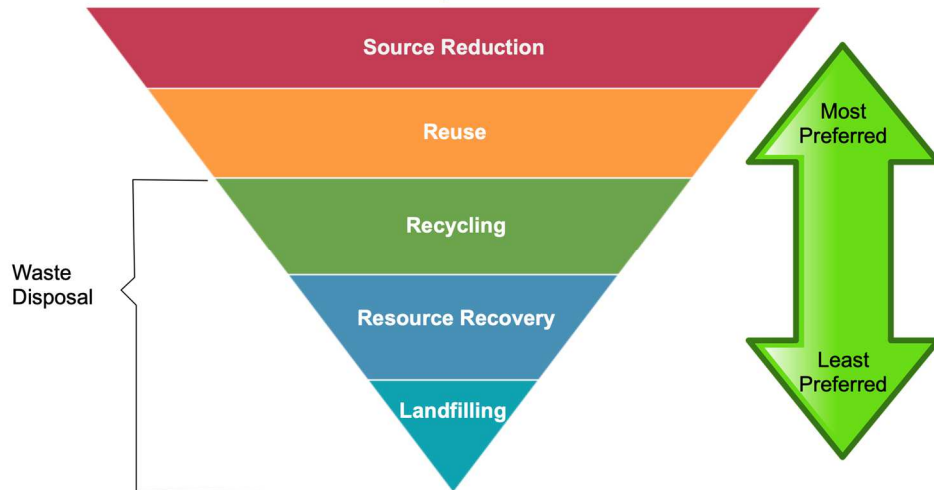 Source Reduction
Most
Preferred
Reuse
Recycling
Waste
Disposal
Resource Recovery
Least
Preferred
Landfilling